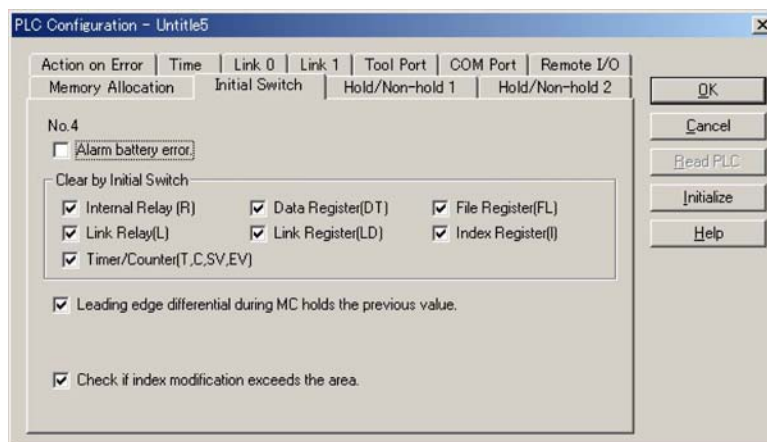 PLC Configuration - Untitle5
Action on Error Time Link 0 Link 1 Tool Port COM Port Remote I/O
Memory Allocation Initial Switch Hold/Non-hold 1 Hold/Non-hold 2
OK
Cancel
Read PLC
Initialize
Help
No.4
Alarm battery error.
Clear by Initial Switch
Internal Relay (R) Data Register(DT) File Register(FL)
Link Relay(L) Link Register(LD) Index Register(I)
Timer/Counter(T,C,SV,EV)
Leading edge differential during MC holds the previous value.
Check if index modification exceeds the area.